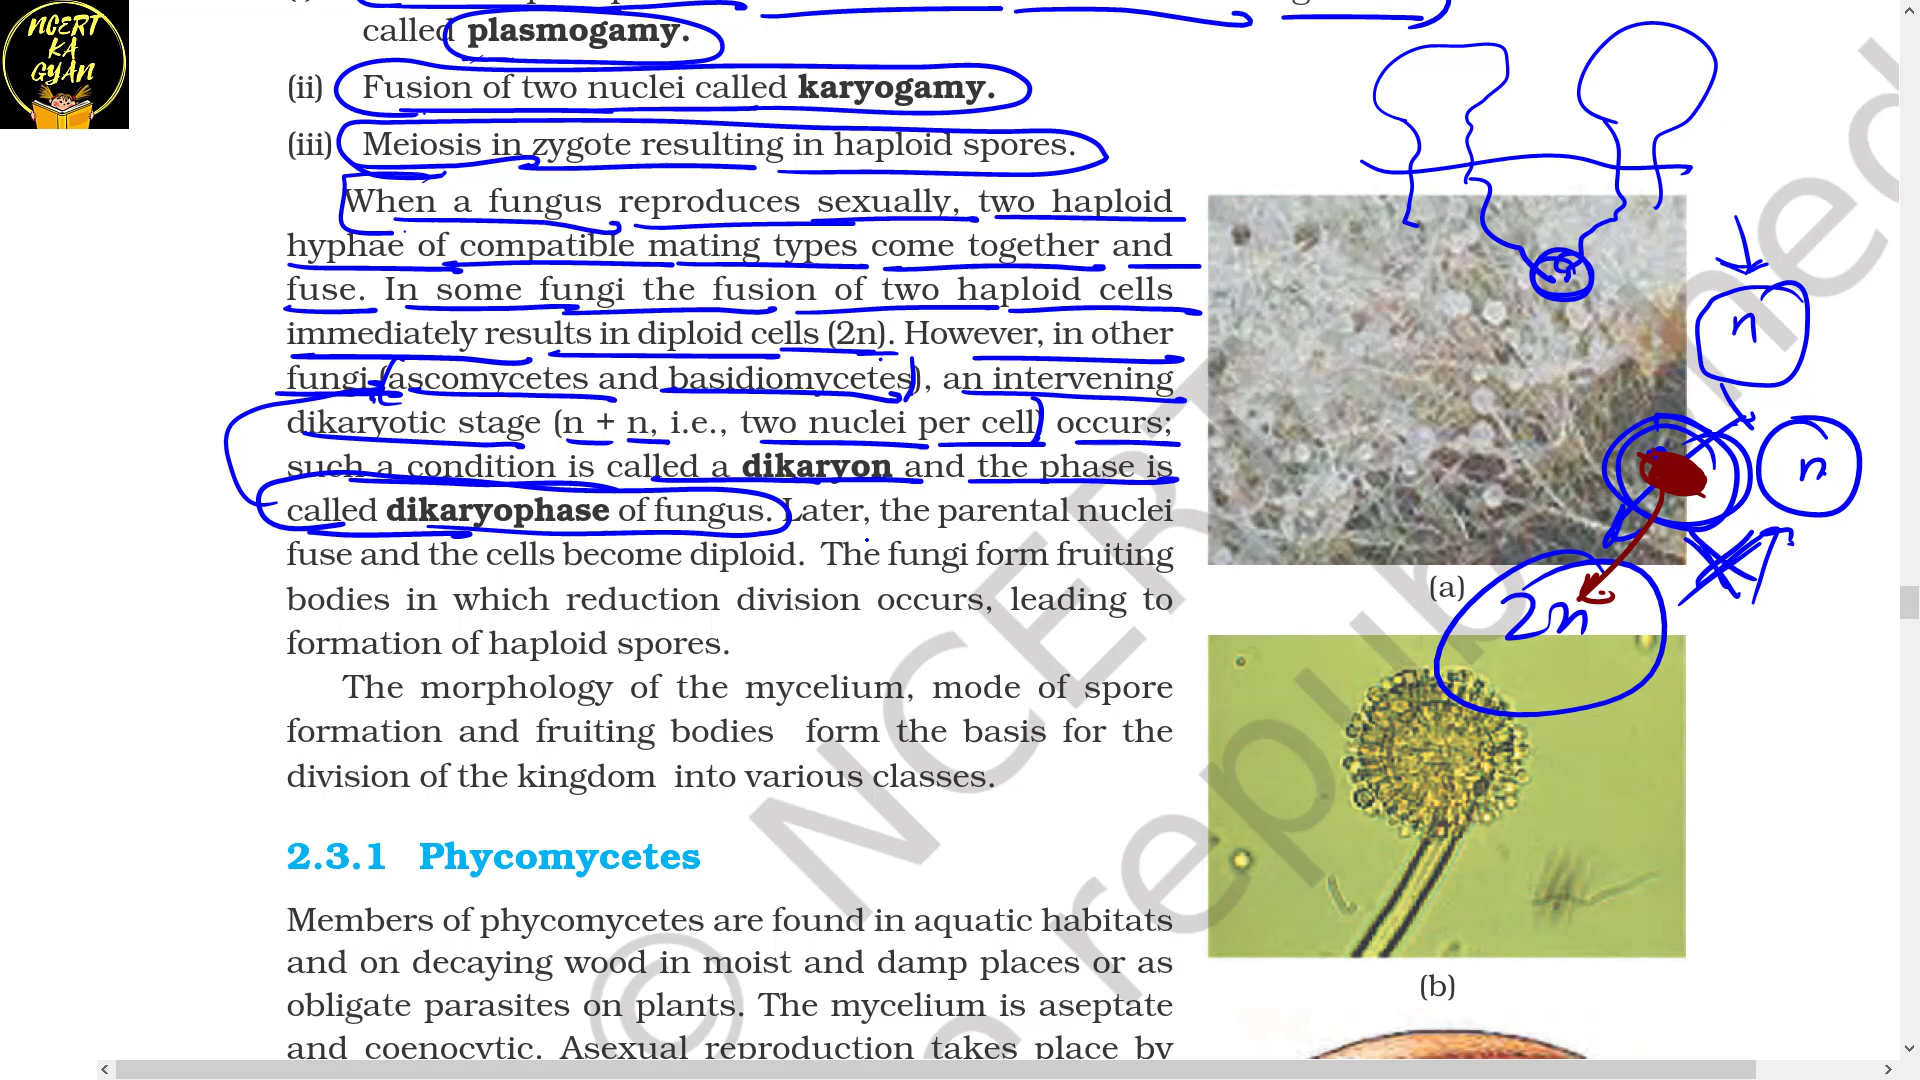 NCERT
KA
GYAN
called plasmogamy.
(ii) Fusion of two nuclei called karyogamy.
(iii) Meiosis in zygote resulting in haploid spores.
When a fungus reproduces sexually, two haploid
hyphae of compatible mating types come together and
fuse. In some fungi the fusion of two haploid cells
immediately results in diploid cells (2n). However, in other
fungi (ascomycetes and basidiomycetes), an intervening
dikaryotic stage (n + n, i.e., two nuclei per cell) occurs;
such a condition is called a dikaryon and the phase is
called dikaryophase of fungus. Later, the parental nuclei
fuse and the cells become diploid. The fungi form fruiting
bodies in which reduction division occurs, leading to
formation of haploid spores.
The morphology of the mycelium, mode of spore
formation and fruiting bodies form the basis for the
division of the kingdom into various classes.
2.3.1 Phycomycetes
Members of phycomycetes are found in aquatic habitats
and on decaying wood in moist and damp places or as
obligate parasites on plants. The mycelium is aseptate
and coenocytic. Asexual reproduction takes place by
n
n
2n
(a)
(b)
© NCERT
republished